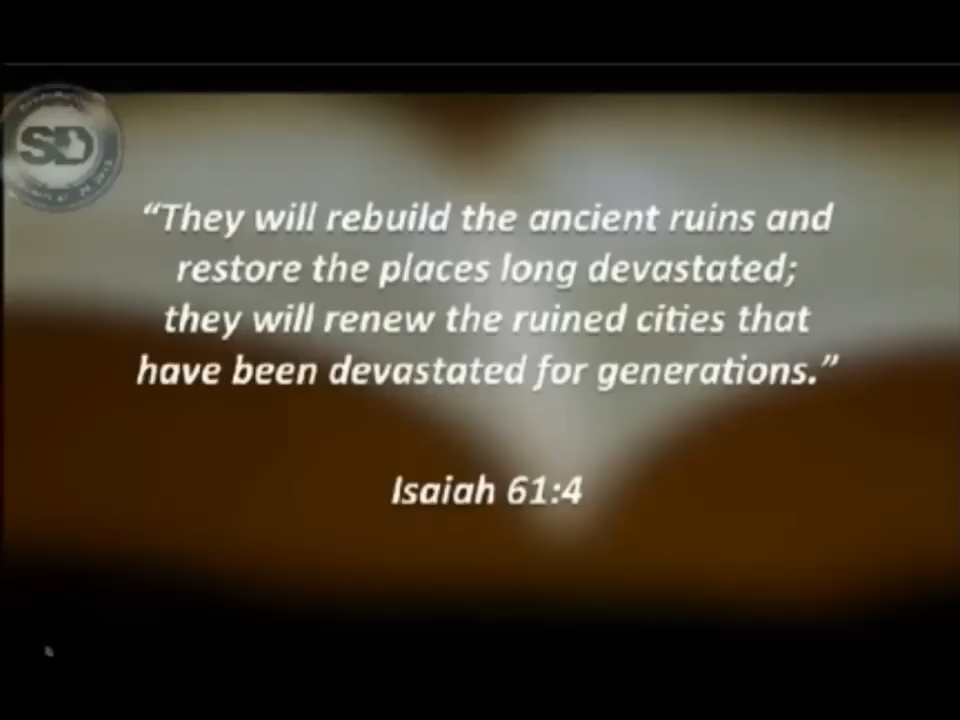 SD
“They will rebuild the ancient ruins and
restore the places long devastated;
they will renew the ruined cities that
have been devastated for generations.”
Isaiah 61:4